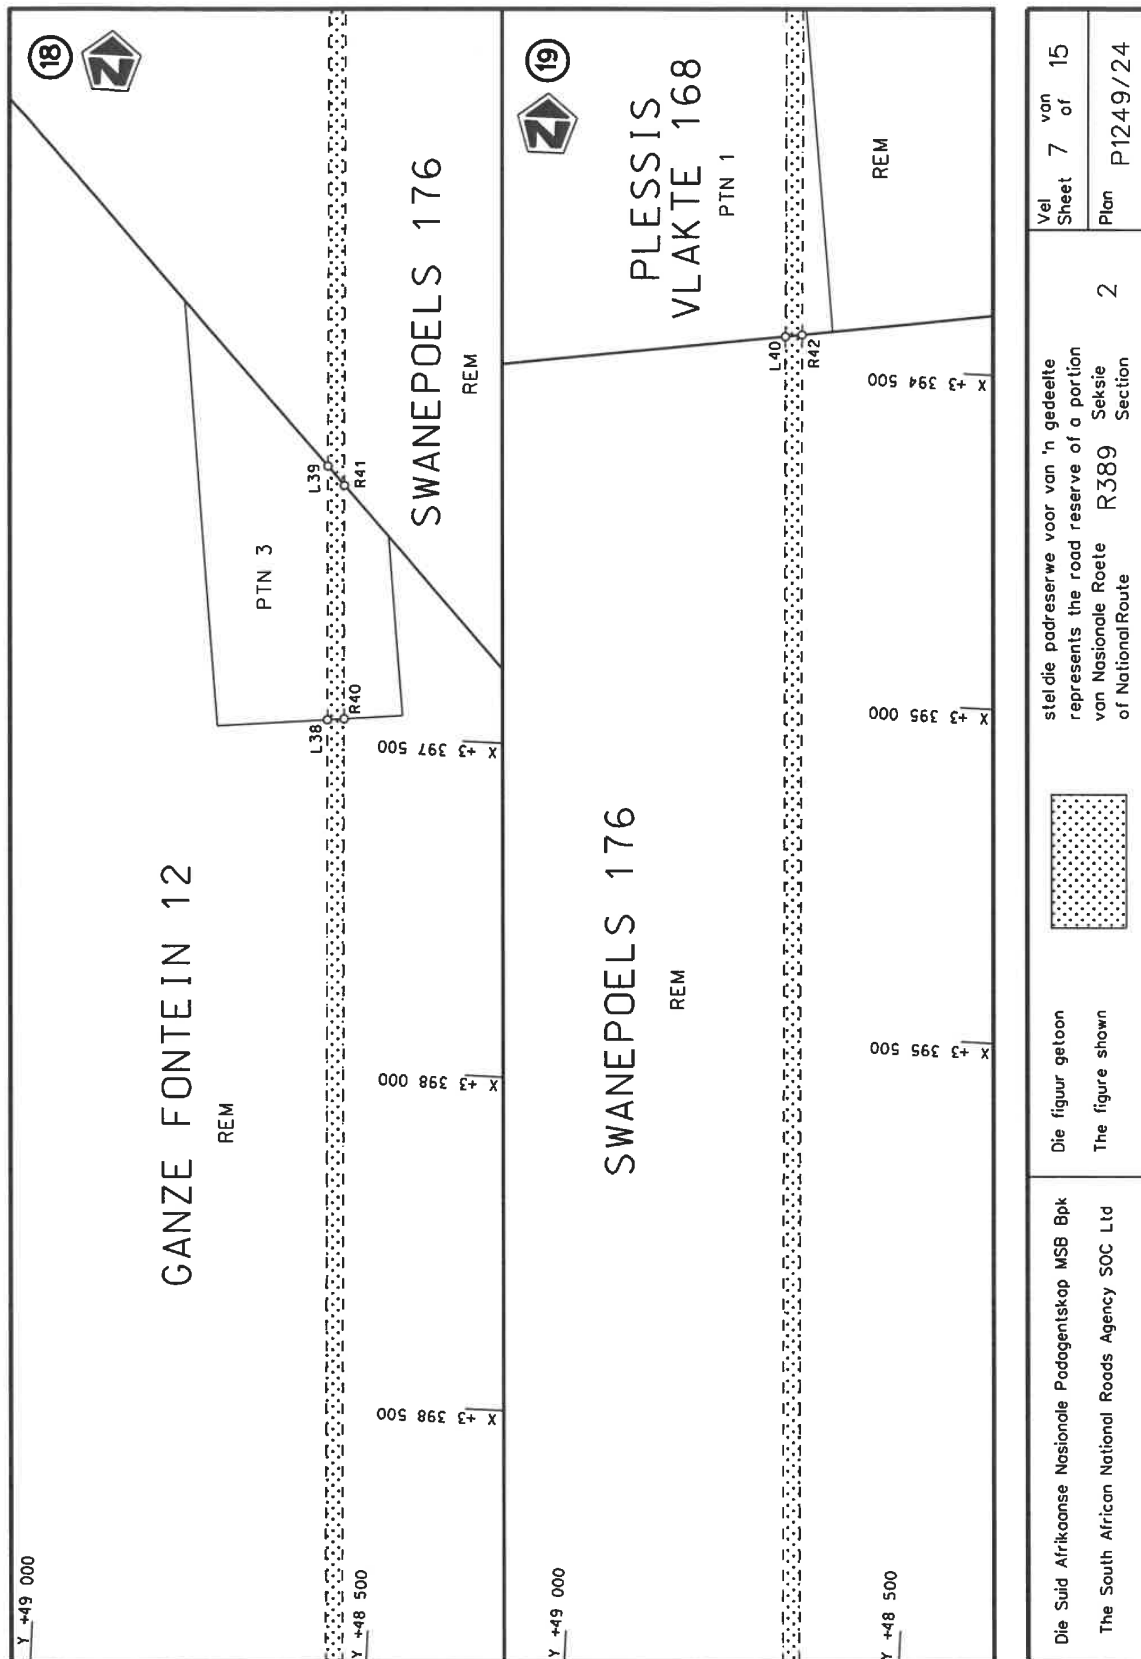 18
N
GANZE FONTEIN 12
REM
PTN 3
SWANEPOELS 176
REM
L38
R40
L39
R41
Y +49 000
Y +48 500
X +3 398 500
X +3 398 000
X +3 397 500
19
N
SWANEPOELS 176
REM
PLESSIS
VLAKTE 168
PTN 1
REM
L40
R42
Y +49 000
Y +48 500
X +3 395 500
X +3 395 000
X +3 394 500
Die Suid Afrikaanse Nasionale Padagentskap MSB Bpk
The South African National Roads Agency SOC Ltd
Die figuur getoon
The figure shown
stel die padreserwe voor van 'n gedeelte
represents the road reserve of a portion
van Nasionale Roete R389 Seksie 2
of National Route Section
Vel 7 van 15
Sheet of
Plan P1249/24